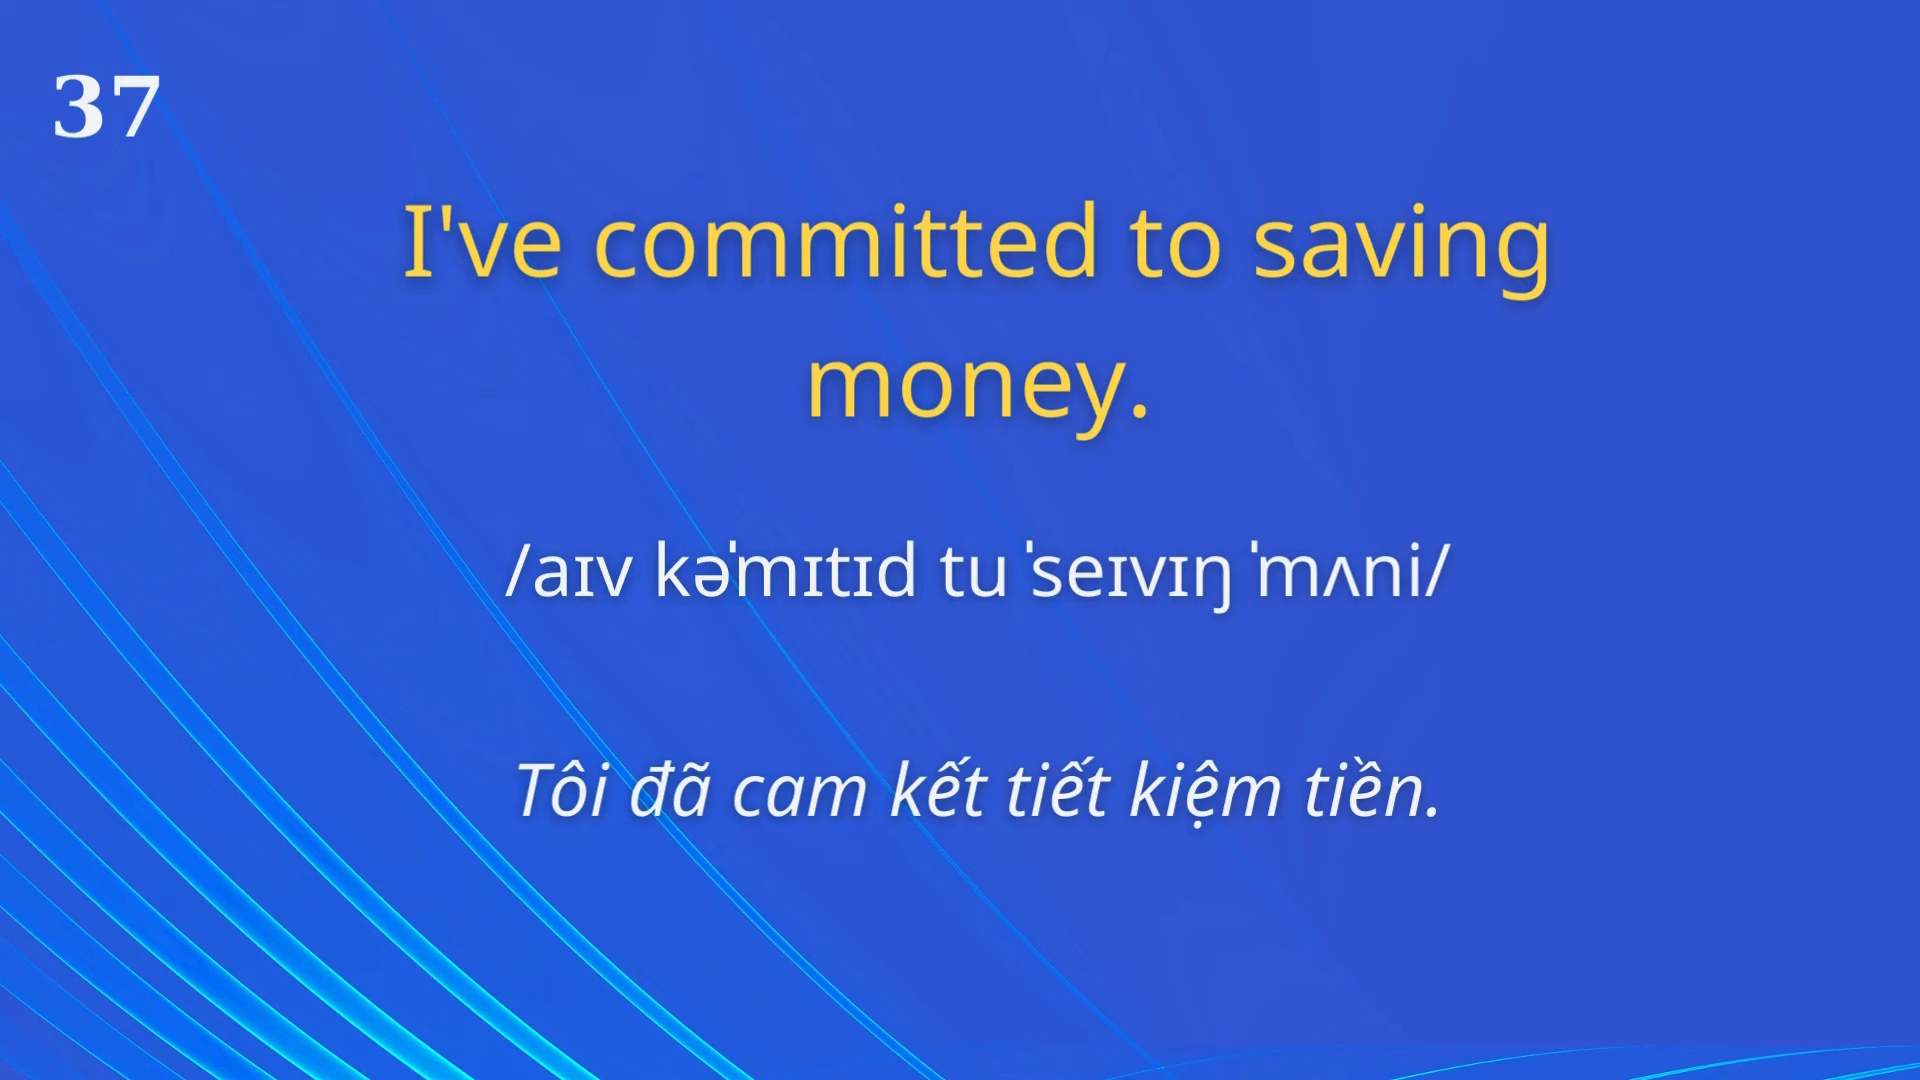 37
I've committed to saving
money.
/aɪv kəˈmɪtɪd tu ˈseɪvɪŋ ˈmʌni/
Tôi đã cam kết tiết kiệm tiền.